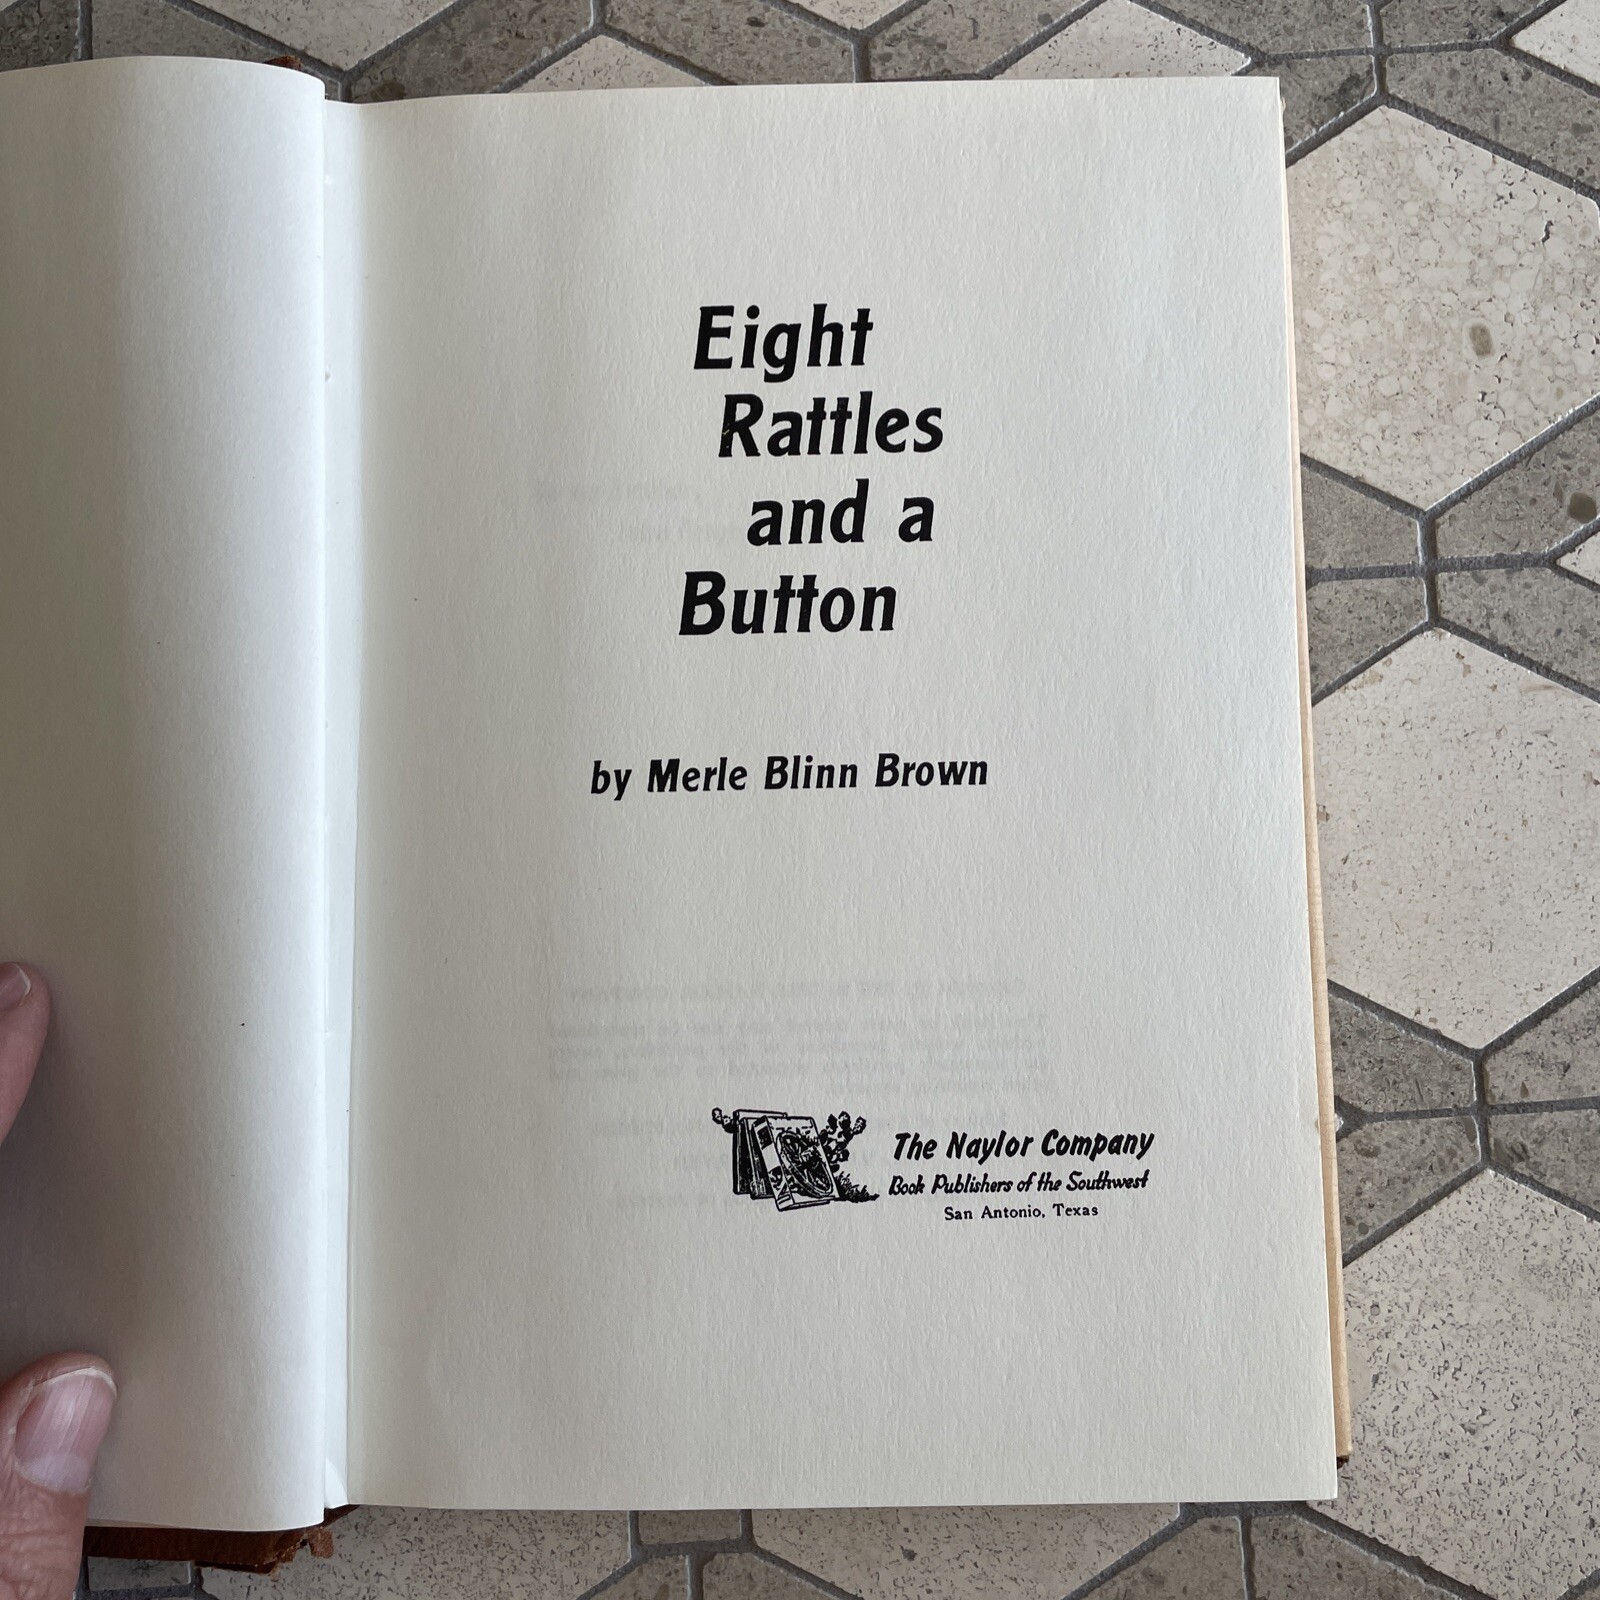 Eight
Rattles
and a
Button
by Merle Blinn Brown
The Naylor Company
Book Publishers of the Southwest
San Antonio, Texas